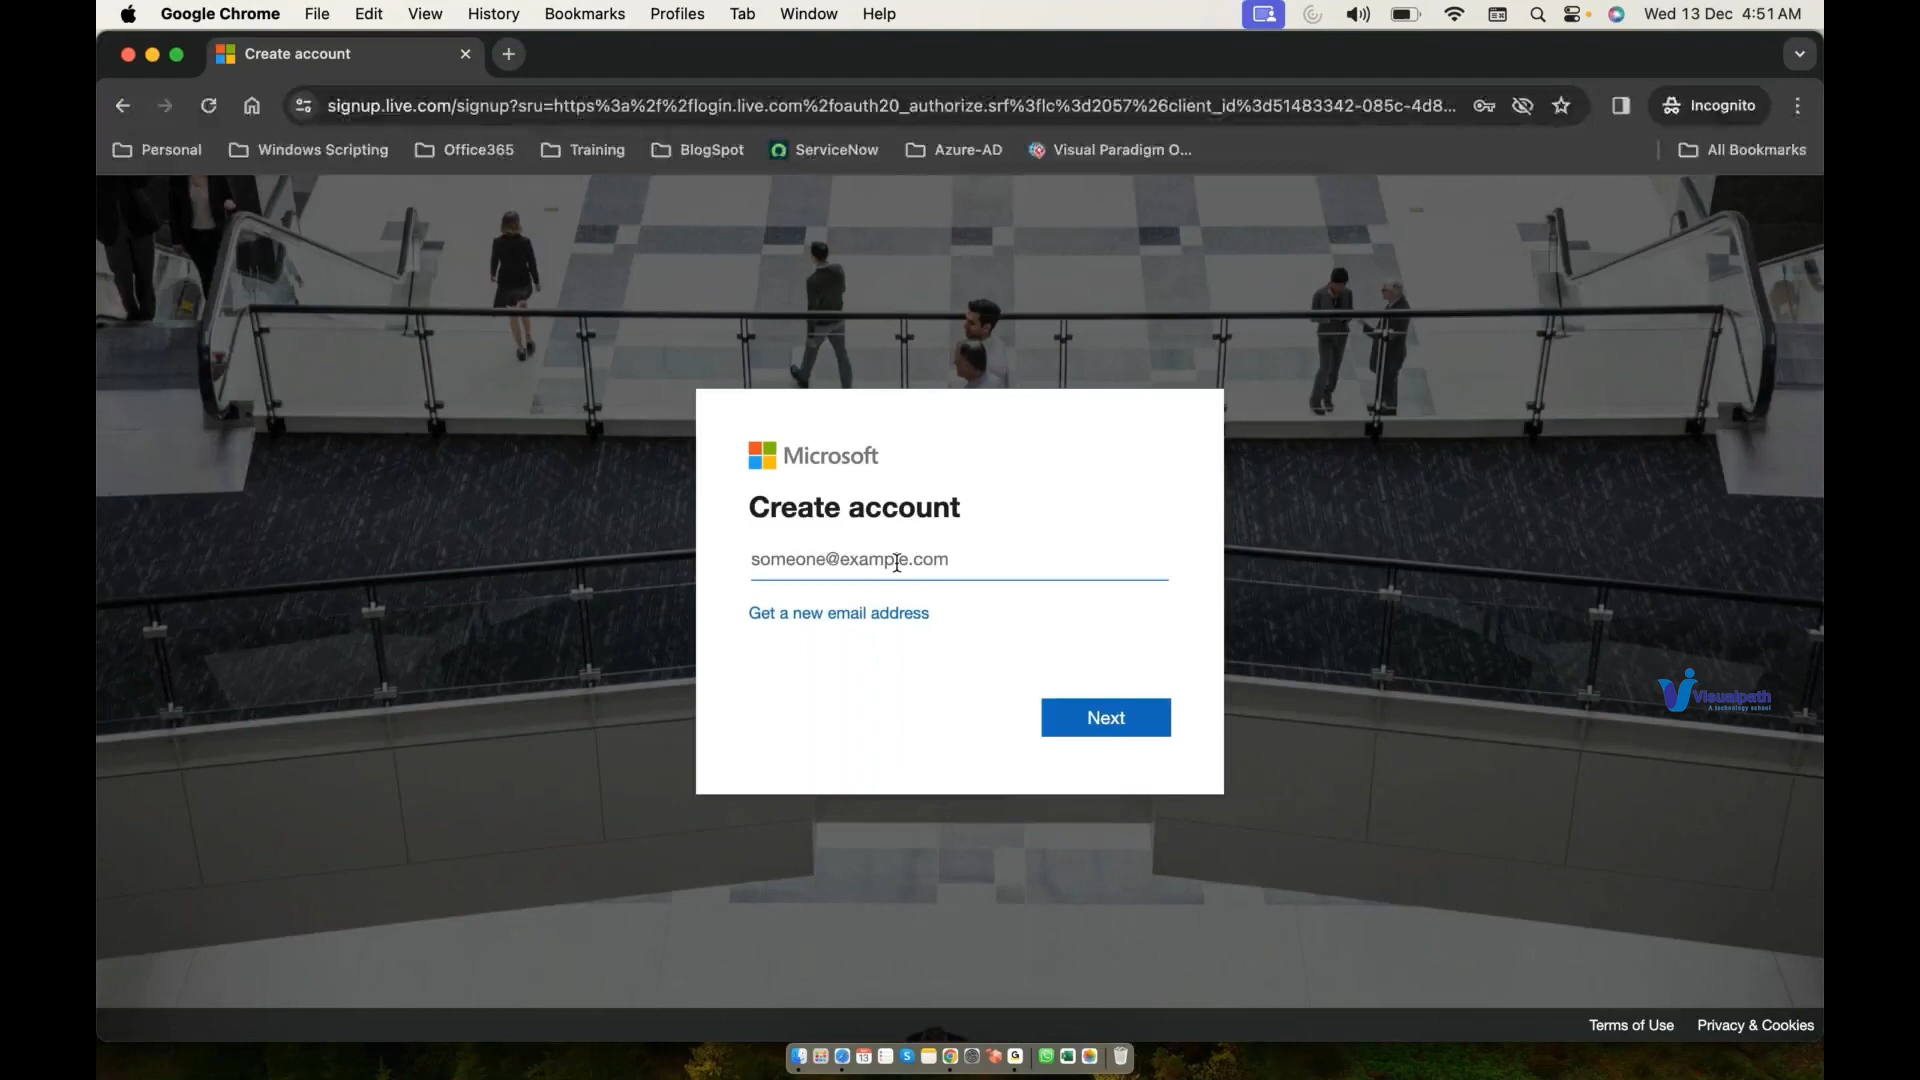 Google Chrome File Edit View History Bookmarks Profiles Tab Window Help Wed 13 Dec 4:51 AM
Create account
signup.live.com/signup?sru=https%3a%2f%2flogin.live.com%2foauth20_authorize.srf%3flc%3d2057%26client_id%3d51483342-085c-4d8... Incognito
Personal Windows Scripting Office365 Training BlogSpot ServiceNow Azure-AD Visual Paradigm O... All Bookmarks
Microsoft
Create account
someone@example.com
Get a new email address
Next
Visualpath
A technology school
Terms of Use Privacy & Cookies